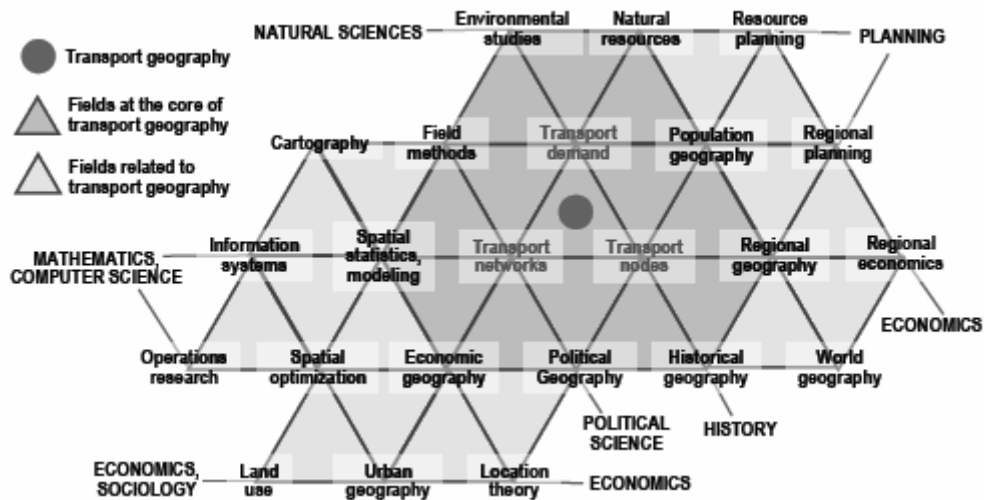 NATURAL SCIENCES
Environmental
studies
Natural
resources
Resource
planning
PLANNING
Transport geography
Fields at the core of
transport geography
Fields related to
transport geography
Cartography
Field
methods
Transport
demand
Population
geography
Regional
planning
MATHEMATICS,
COMPUTER SCIENCE
Information
systems
Spatial
statistics,
modeling
Transport
networks
Transport
nodes
Regional
geography
Regional
economics
ECONOMICS
Operations
research
Spatial
optimization
Economic
geography
Political
Geography
Historical
geography
World
geography
POLITICAL
SCIENCE
HISTORY
ECONOMICS,
SOCIOLOGY
Land
use
Urban
geography
Location
theory
ECONOMICS